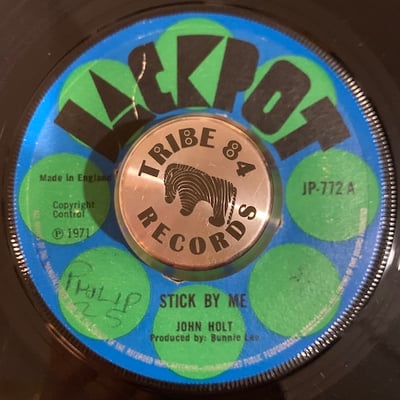 JACKPOT
TRIBE 84
RECORDS
Made in England
JP-772 A
Copyright
Control
℗ 1971
PHILIP
25
STICK BY ME
JOHN HOLT
Produced by: Bunnie Lee